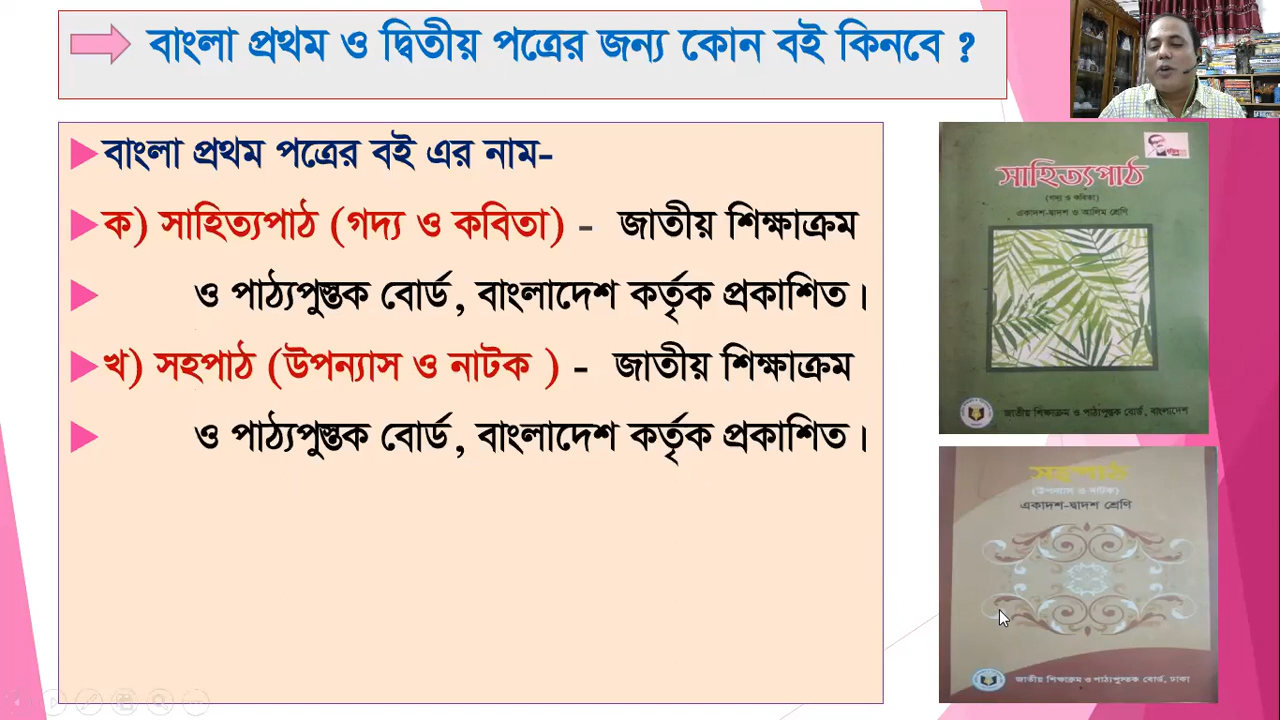 বাংলা প্রথম ও দ্বিতীয় পত্রের জন্য কোন বই কিনবে ?
বাংলা প্রথম পত্রের বই এর নাম-
ক) সাহিত্যপাঠ (গদ্য ও কবিতা) - জাতীয় শিক্ষাক্রম
ও পাঠ্যপুস্তক বোর্ড, বাংলাদেশ কর্তৃক প্রকাশিত।
খ) সহপাঠ (উপন্যাস ও নাটক ) - জাতীয় শিক্ষাক্রম
ও পাঠ্যপুস্তক বোর্ড, বাংলাদেশ কর্তৃক প্রকাশিত।
সাহিত্যপাঠ
(গদ্য ও কবিতা)
একাদশ-দ্বাদশ ও আলিম শ্রেণি
জাতীয় শিক্ষাক্রম ও পাঠ্যপুস্তক বোর্ড, বাংলাদেশ
সহপাঠ
(উপন্যাস ও নাটক)
একাদশ-দ্বাদশ শ্রেণি
জাতীয় শিক্ষাক্রম ও পাঠ্যপুস্তক বোর্ড, ঢাকা